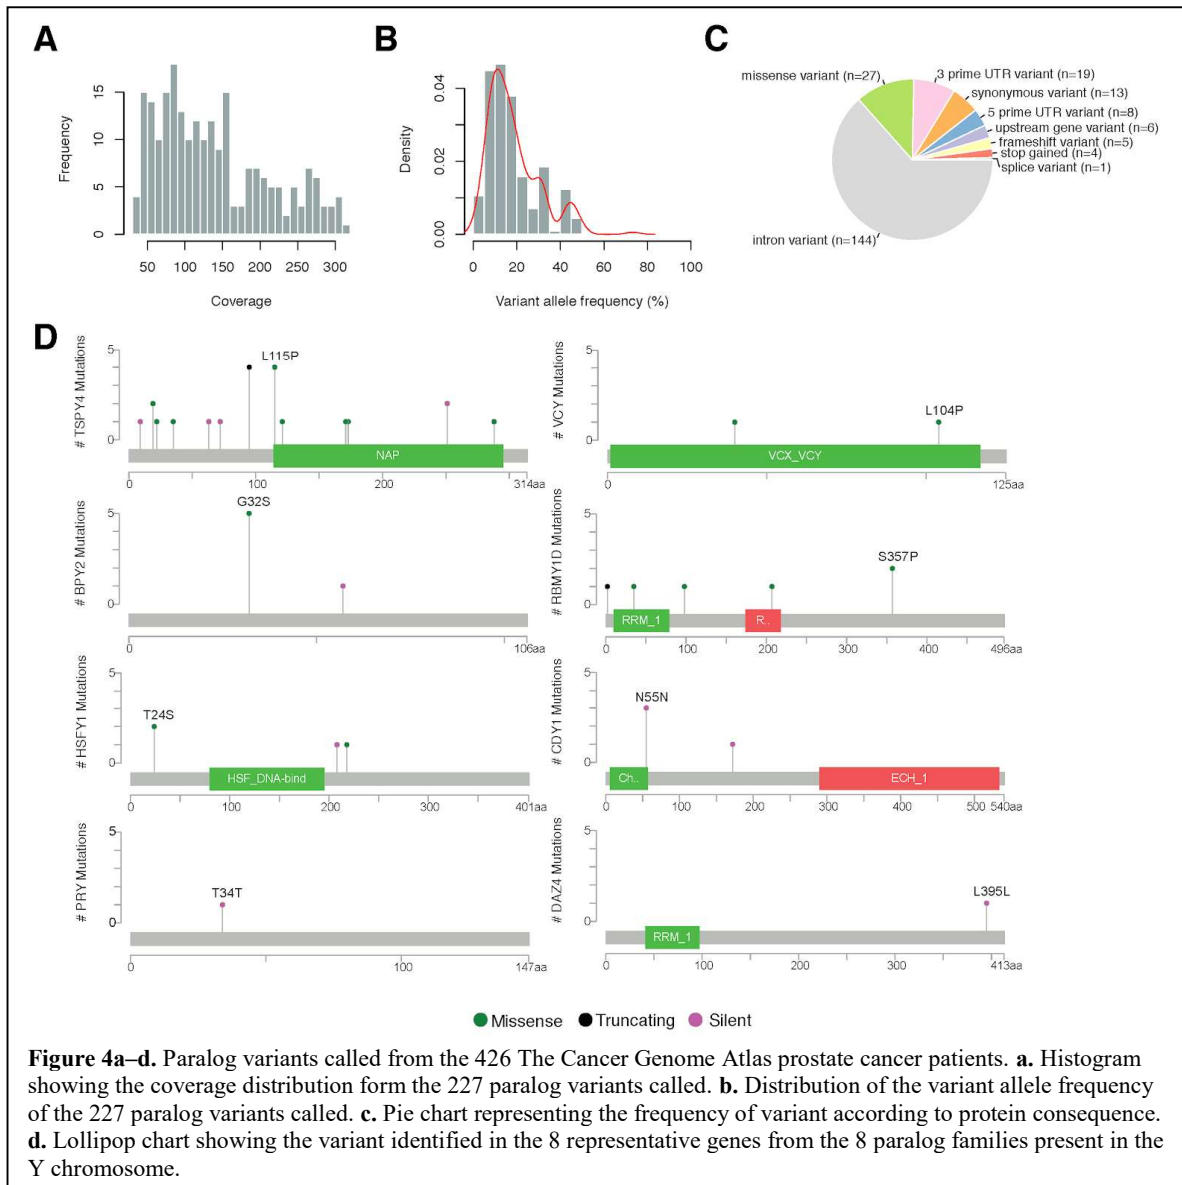 A
Frequency
15
10
5
0
50 100 150 200 250 300
Coverage
B
Density
0.04
0.02
0.00
0 20 40 60 80 100
Variant allele frequency (%)
C
missense variant (n=27)
3 prime UTR variant (n=19)
synonymous variant (n=13)
5 prime UTR variant (n=8)
upstream gene variant (n=6)
frameshift variant (n=5)
stop gained (n=4)
splice variant (n=1)
intron variant (n=144)
D
# TSPY4 Mutations
5
0
L115P
NAP
0 100 200 314aa
# VCY Mutations
5
0
L104P
VCX_VCY
0 125aa
# BPY2 Mutations
5
0
G32S
0 106aa
# RBMY1D Mutations
5
0
S357P
RRM_1 R..
0 100 200 300 400 496aa
# HSFY1 Mutations
5
0
T24S
HSF_DNA-bind
0 100 200 300 401aa
# CDY1 Mutations
5
0
N55N
Ch.. ECH_1
0 100 200 300 400 500 540aa
# PRY Mutations
5
0
T34T
0 100 147aa
# DAZ4 Mutations
5
0
L395L
RRM_1
0 100 200 300 413aa
Missense Truncating Silent
Figure 4a–d. Paralog variants called from the 426 The Cancer Genome Atlas prostate cancer patients. a. Histogram
showing the coverage distribution form the 227 paralog variants called. b. Distribution of the variant allele frequency
of the 227 paralog variants called. c. Pie chart representing the frequency of variant according to protein consequence.
d. Lollipop chart showing the variant identified in the 8 representative genes from the 8 paralog families present in the
Y chromosome.